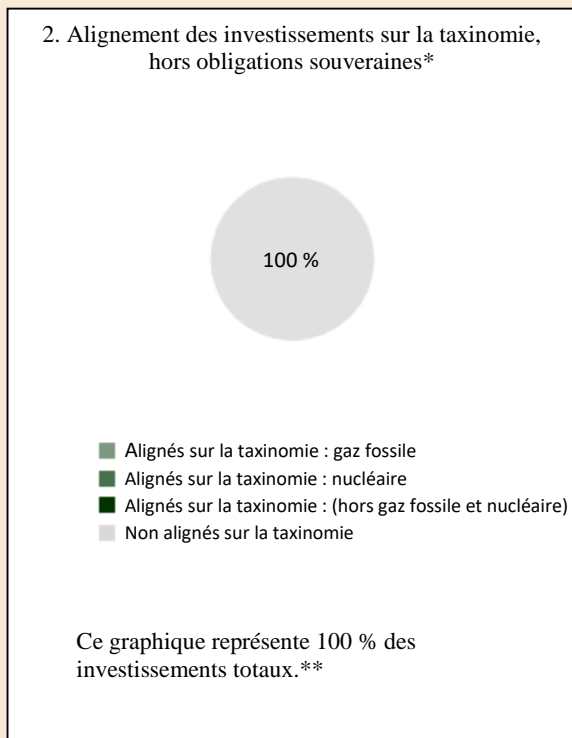 2. Alignement des investissements sur la taxinomie,
hors obligations souveraines*
100 %
Alignés sur la taxinomie : gaz fossile
Alignés sur la taxinomie : nucléaire
Alignés sur la taxinomie : (hors gaz fossile et nucléaire)
Non alignés sur la taxinomie
Ce graphique représente 100 % des
investissements totaux.**